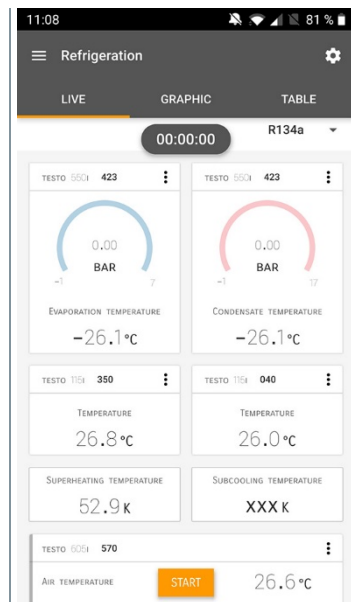 11:08 81 %
Refrigeration
LIVE GRAPHIC TABLE
00:00:00 R134a
TESTO 550i 423
0.00
BAR
-1 7
EVAPORATION TEMPERATURE
-26.1°C
TESTO 550i 423
0.00
BAR
-1 17
CONDENSATE TEMPERATURE
-26.1°C
TESTO 115i 350
TEMPERATURE
26.8°C
TESTO 115i 040
TEMPERATURE
26.0°C
SUPERHEATING TEMPERATURE
52.9 K
SUBCOOLING TEMPERATURE
XXX K
TESTO 605i 570
AIR TEMPERATURE START 26.6°C